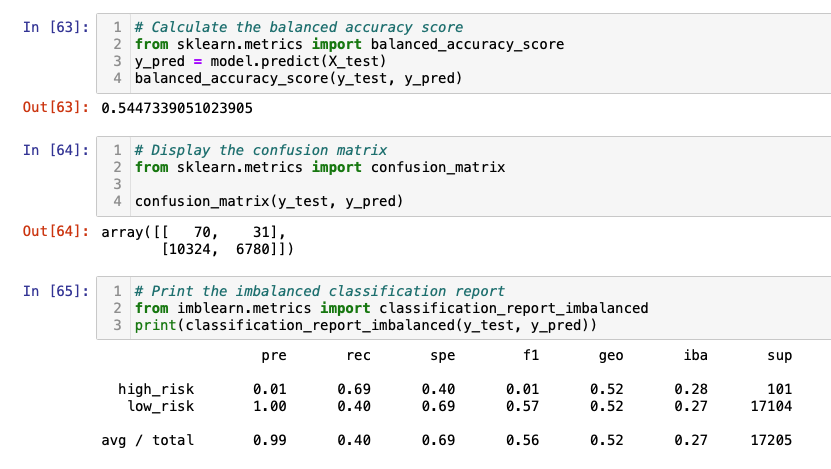 In [63]: 1 # Calculate the balanced accuracy score
2 from sklearn.metrics import balanced_accuracy_score
3 y_pred = model.predict(X_test)
4 balanced_accuracy_score(y_test, y_pred)
Out[63]: 0.5447339051023905
In [64]: 1 # Display the confusion matrix
2 from sklearn.metrics import confusion_matrix
3
4 confusion_matrix(y_test, y_pred)
Out[64]: array([[   70,    31],
       [10324,  6780]])
In [65]: 1 # Print the imbalanced classification report
2 from imblearn.metrics import classification_report_imbalanced
3 print(classification_report_imbalanced(y_test, y_pred))
pre rec spe f1 geo iba sup
high_risk 0.01 0.69 0.40 0.01 0.52 0.28 101
low_risk 1.00 0.40 0.69 0.57 0.52 0.27 17104
avg / total 0.99 0.40 0.69 0.56 0.52 0.27 17205